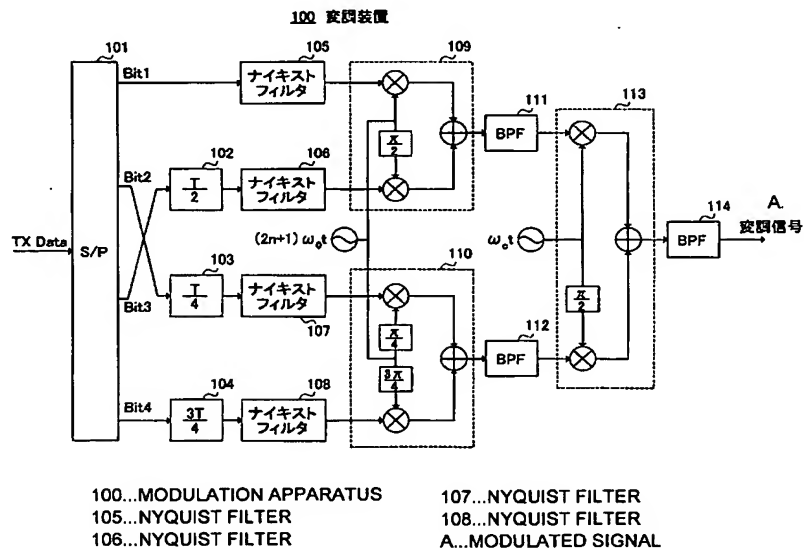 100 変調装置
101
Bit1
105
ナイキスト
フィルタ
109
π
2
111
BPF
113
Bit2
102
T
2
106
ナイキスト
フィルタ
TX Data
S/P
(2n+1) ω₀t
ω_c t
114
BPF
A.
変調信号
103
T
4
Bit3
ナイキスト
フィルタ
107
110
π
4
3π
4
112
BPF
π
2
Bit4
104
3T
4
108
ナイキスト
フィルタ
100...MODULATION APPARATUS
105...NYQUIST FILTER
106...NYQUIST FILTER
107...NYQUIST FILTER
108...NYQUIST FILTER
A...MODULATED SIGNAL